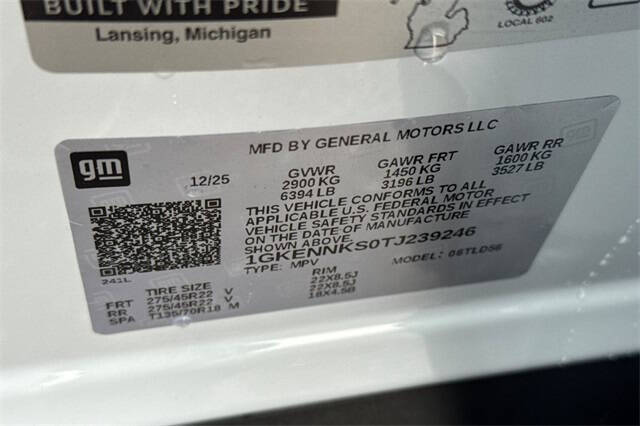 BUILT WITH PRIDE
Lansing, Michigan
LOCAL 602
MFD BY GENERAL MOTORS LLC
gm
12/25
GVWR GAWR FRT GAWR RR
2900 KG 1450 KG 1600 KG
6394 LB 3196 LB 3527 LB
THIS VEHICLE CONFORMS TO ALL
APPLICABLE U.S. FEDERAL MOTOR
VEHICLE SAFETY STANDARDS IN EFFECT
ON THE DATE OF MANUFACTURE
SHOWN ABOVE.
1GKENNKS0TJ239246
TYPE: MPV MODEL: 06TLD56
241L
TIRE SIZE RIM
FRT 275/45R22 V 22X8.5J
RR 275/45R22 V 22X8.5J
SPA T135/70R18 M 18X4.5B